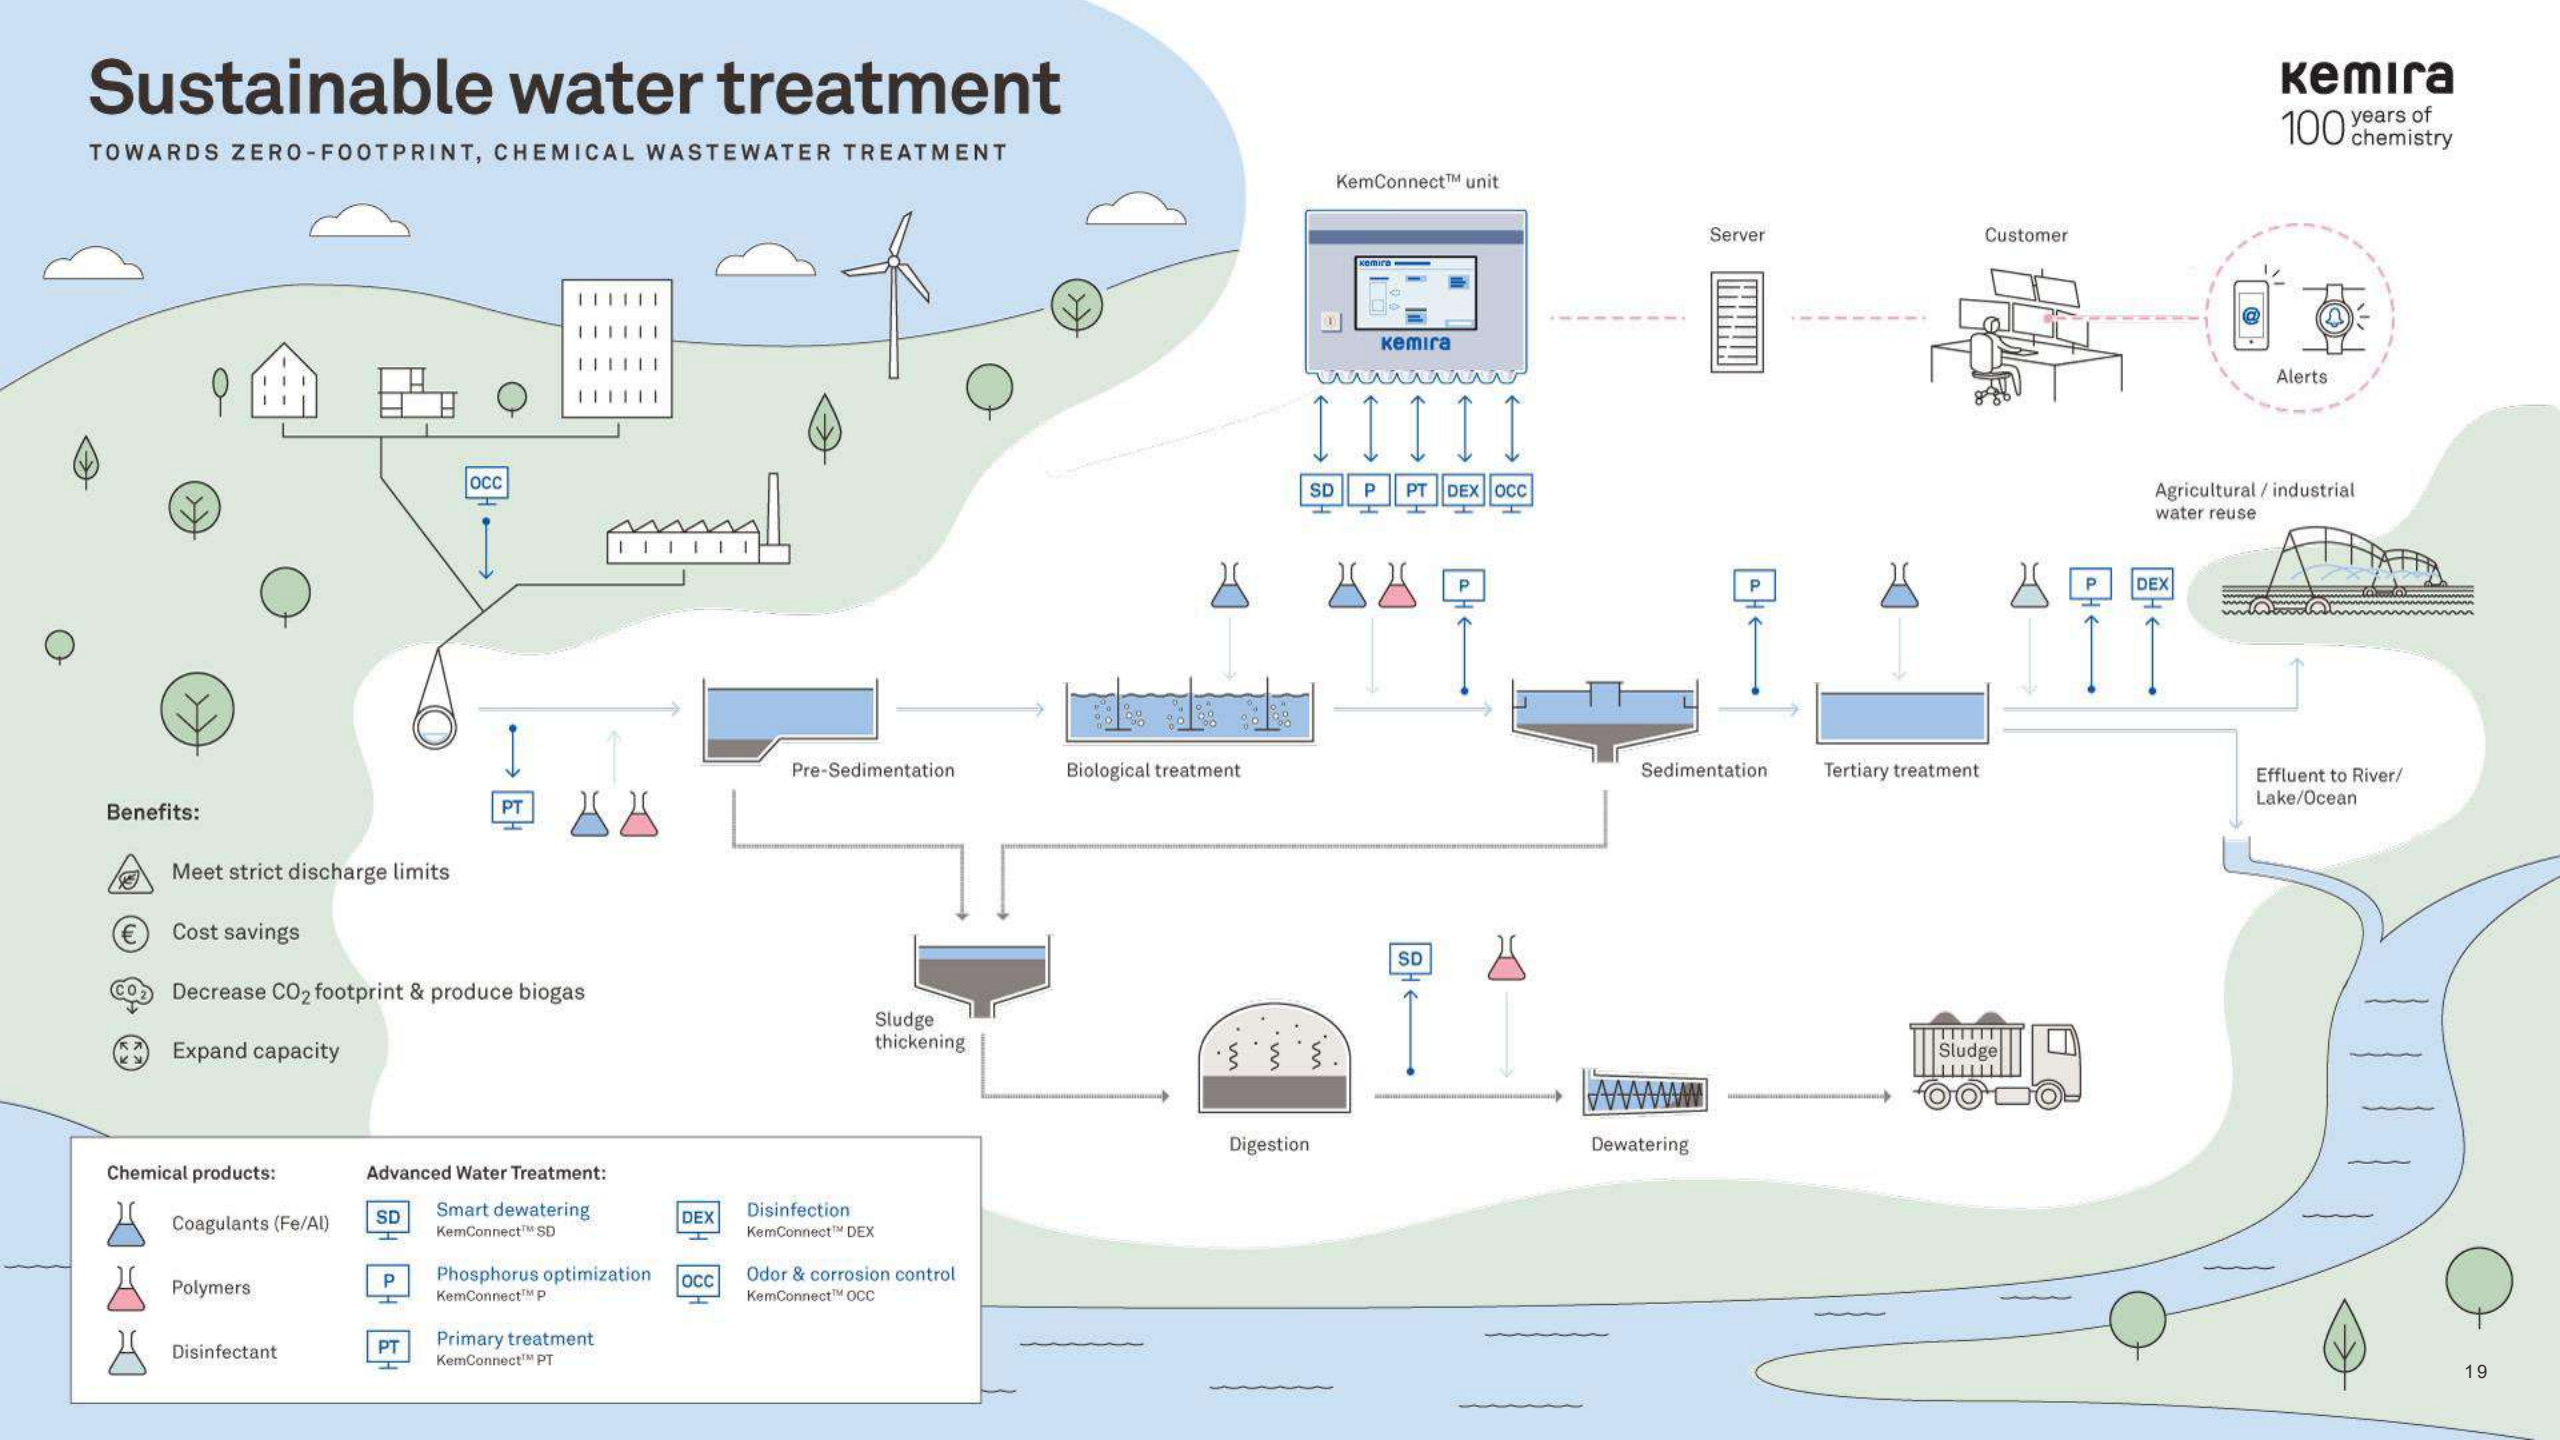 Sustainable water treatment
TOWARDS ZERO-FOOTPRINT, CHEMICAL WASTEWATER TREATMENT
kemira
100 years of
chemistry
KemConnect™ unit
kemira
kemira
Server
Customer
@
Alerts
SD P PT DEX OCC
OCC
Agricultural / industrial
water reuse
P
P
P
DEX
Pre-Sedimentation
Biological treatment
Sedimentation
Tertiary treatment
Effluent to River/
Lake/Ocean
PT
Benefits:
Meet strict discharge limits
€
Cost savings
CO2
Decrease CO₂ footprint & produce biogas
Expand capacity
Sludge
thickening
SD
Digestion
Dewatering
Sludge
Chemical products:
Coagulants (Fe/Al)
Polymers
Disinfectant
Advanced Water Treatment:
SD
Smart dewatering
KemConnect™ SD
P
Phosphorus optimization
KemConnect™ P
PT
Primary treatment
KemConnect™ PT
DEX
Disinfection
KemConnect™ DEX
OCC
Odor & corrosion control
KemConnect™ OCC
19